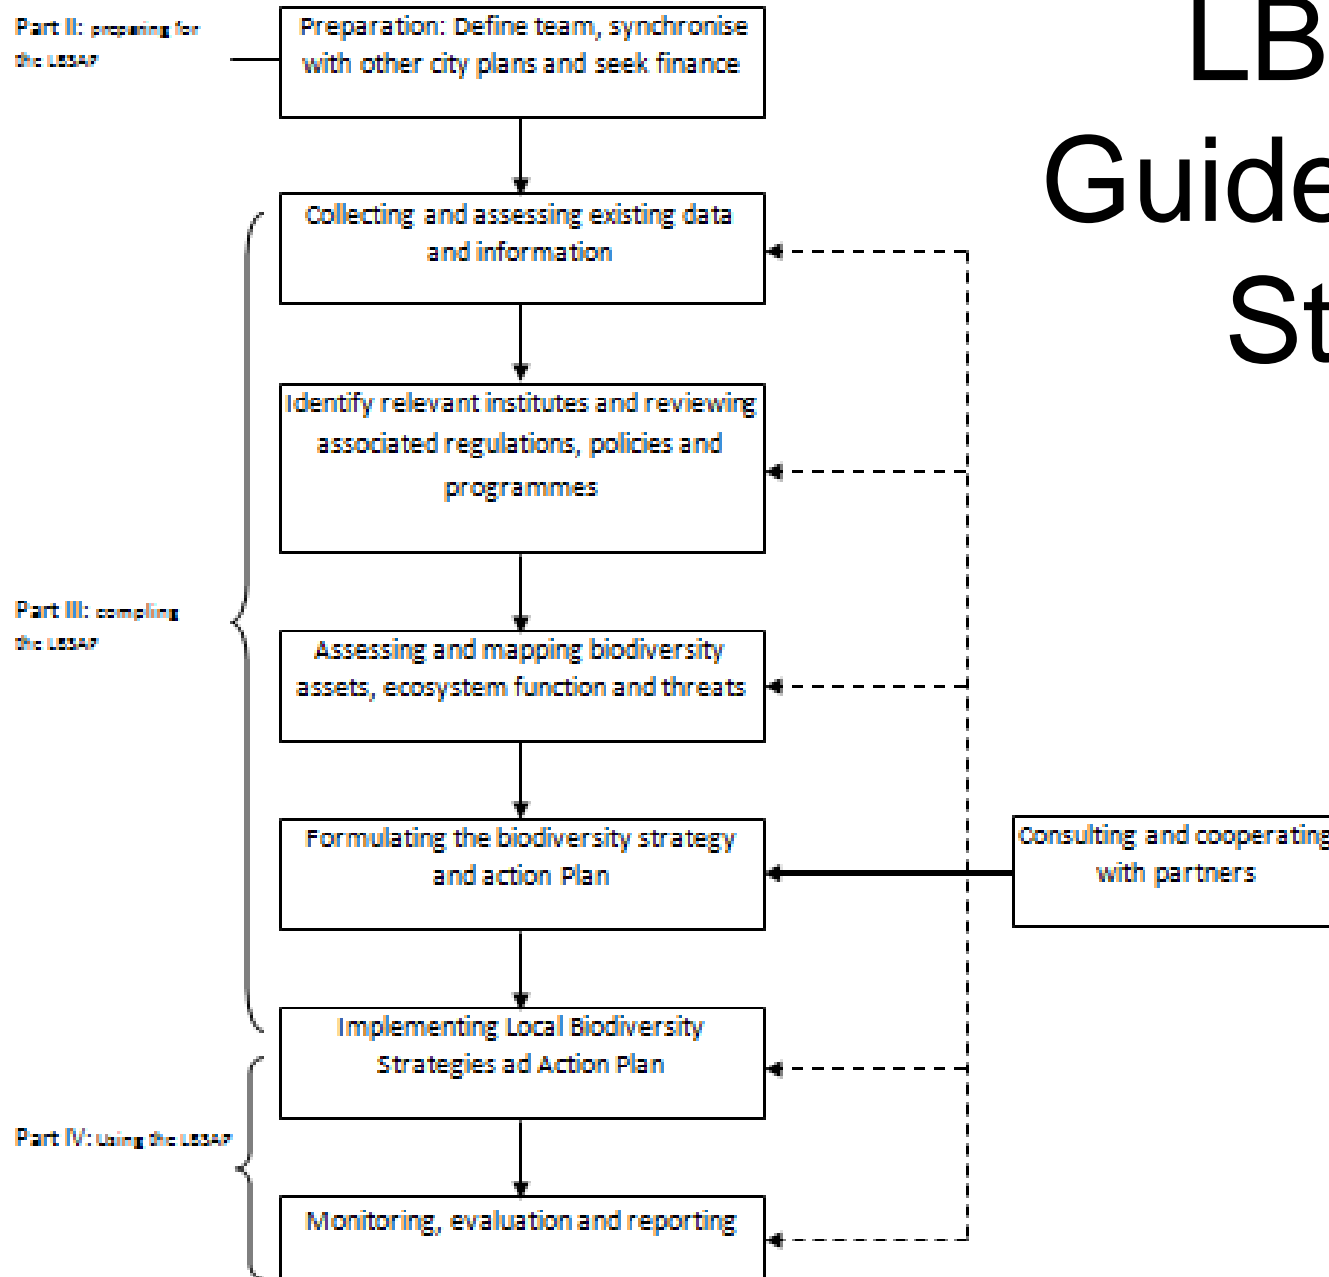 Part II: preparing for
the LBSAP
Preparation: Define team, synchronise
with other city plans and seek finance
LB
Guide
St
Collecting and assessing existing data
and information
Identify relevant institutes and reviewing
associated regulations, policies and
programmes
Part III: compling
the LBSAP
Assessing and mapping biodiversity
assets, ecosystem function and threats
Formulating the biodiversity strategy
and action Plan
Consulting and cooperating
with partners
Implementing Local Biodiversity
Strategies ad Action Plan
Part IV: Using the LBSAP
Monitoring, evaluation and reporting